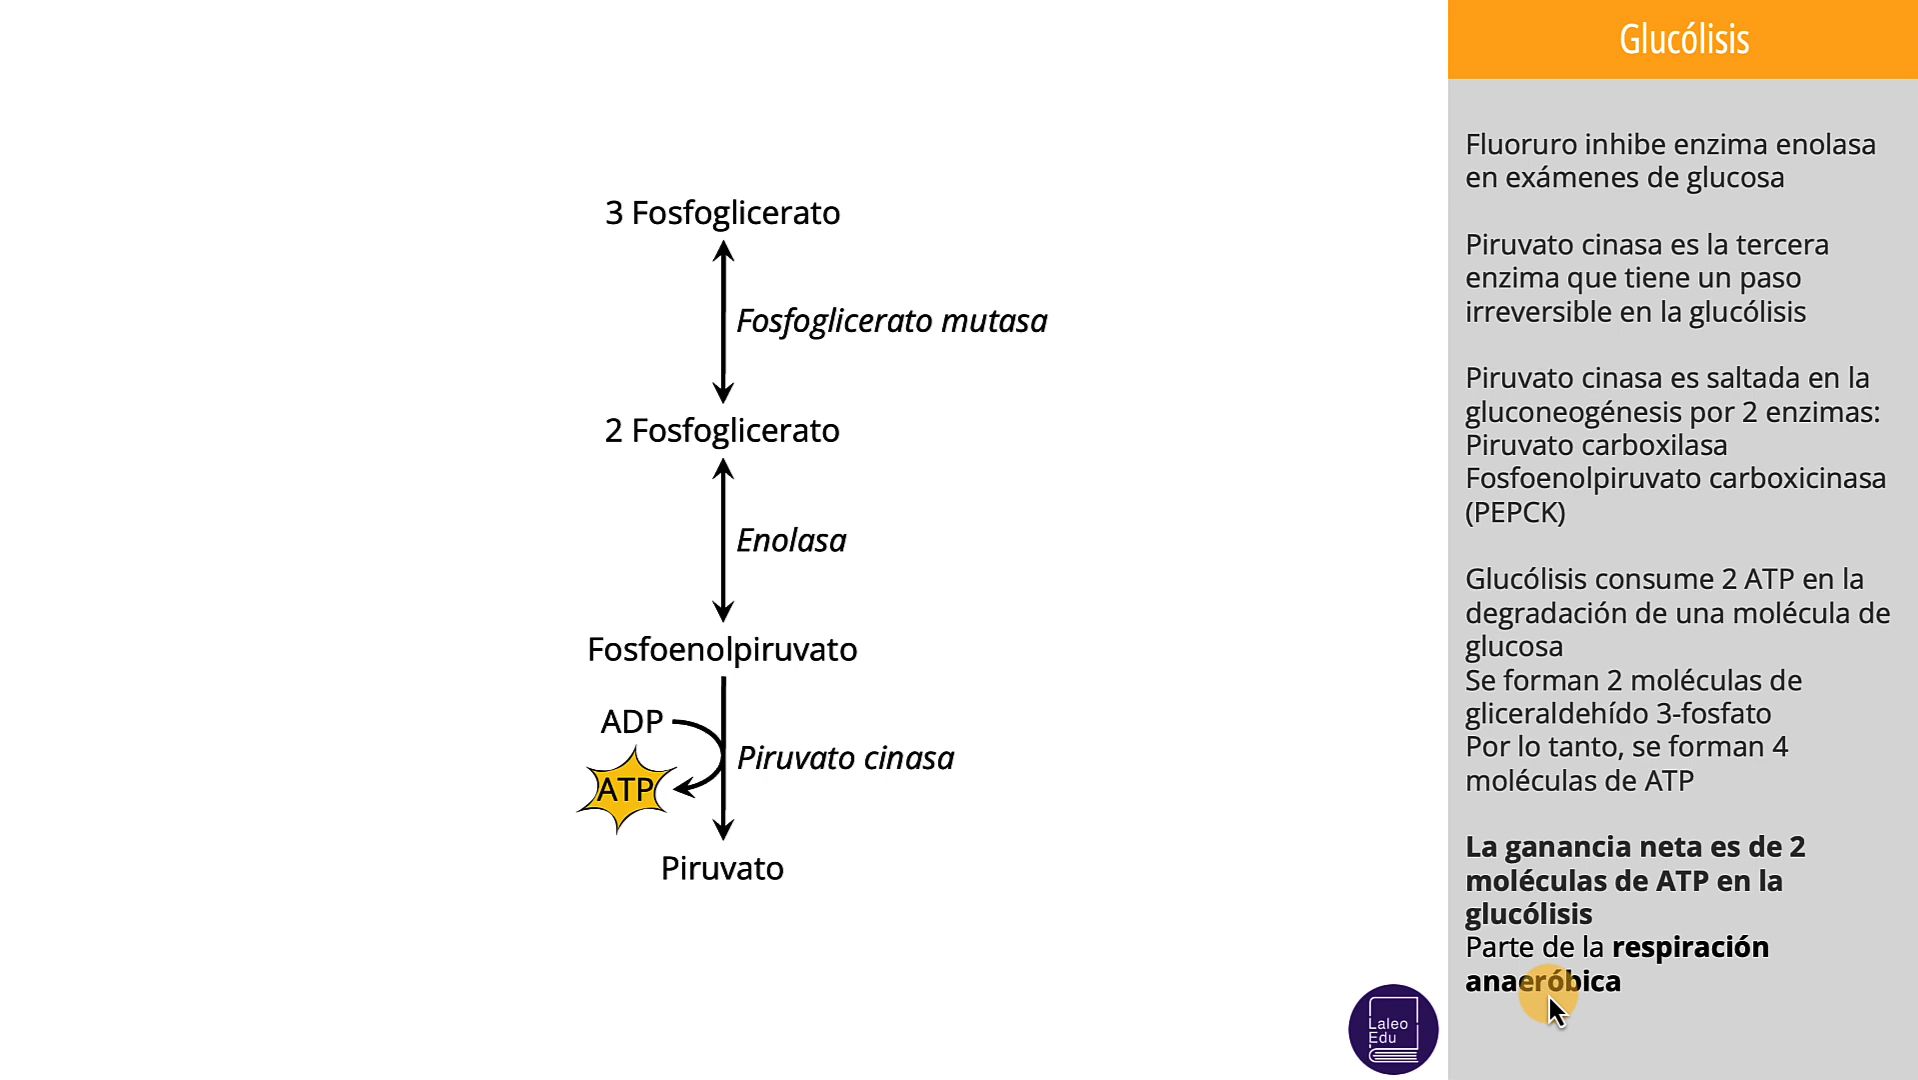 Glucólisis
3 Fosfoglicerato
Fosfoglicerato mutasa
2 Fosfoglicerato
Enolasa
Fosfoenolpiruvato
ADP
Piruvato cinasa
ATP
Piruvato
Fluoruro inhibe enzima enolasa
en exámenes de glucosa
Piruvato cinasa es la tercera
enzima que tiene un paso
irreversible en la glucólisis
Piruvato cinasa es saltada en la
gluconeogénesis por 2 enzimas:
Piruvato carboxilasa
Fosfoenolpiruvato carboxicinasa
(PEPCK)
Glucólisis consume 2 ATP en la
degradación de una molécula de
glucosa
Se forman 2 moléculas de
gliceraldehído 3-fosfato
Por lo tanto, se forman 4
moléculas de ATP
La ganancia neta es de 2
moléculas de ATP en la
glucólisis
Parte de la respiración
anaeróbica
Laleo
Edu